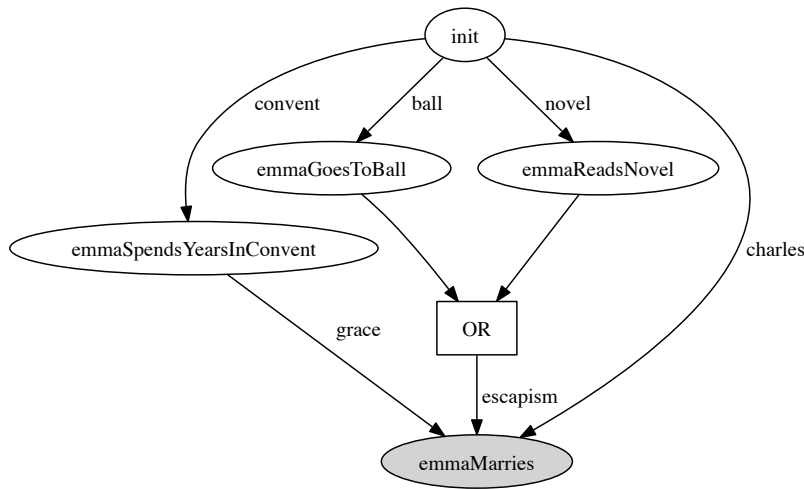 init
convent
ball
novel
emmaGoesToBall
emmaReadsNovel
emmaSpendsYearsInConvent
charles
grace
OR
escapism
emmaMarries